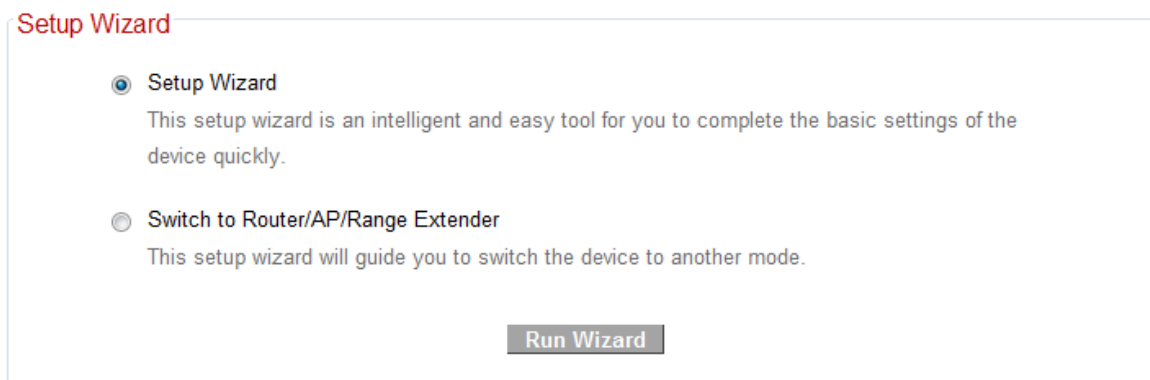 Setup Wizard
Setup Wizard
This setup wizard is an intelligent and easy tool for you to complete the basic settings of the
device quickly.
Switch to Router/AP/Range Extender
This setup wizard will guide you to switch the device to another mode.
Run Wizard